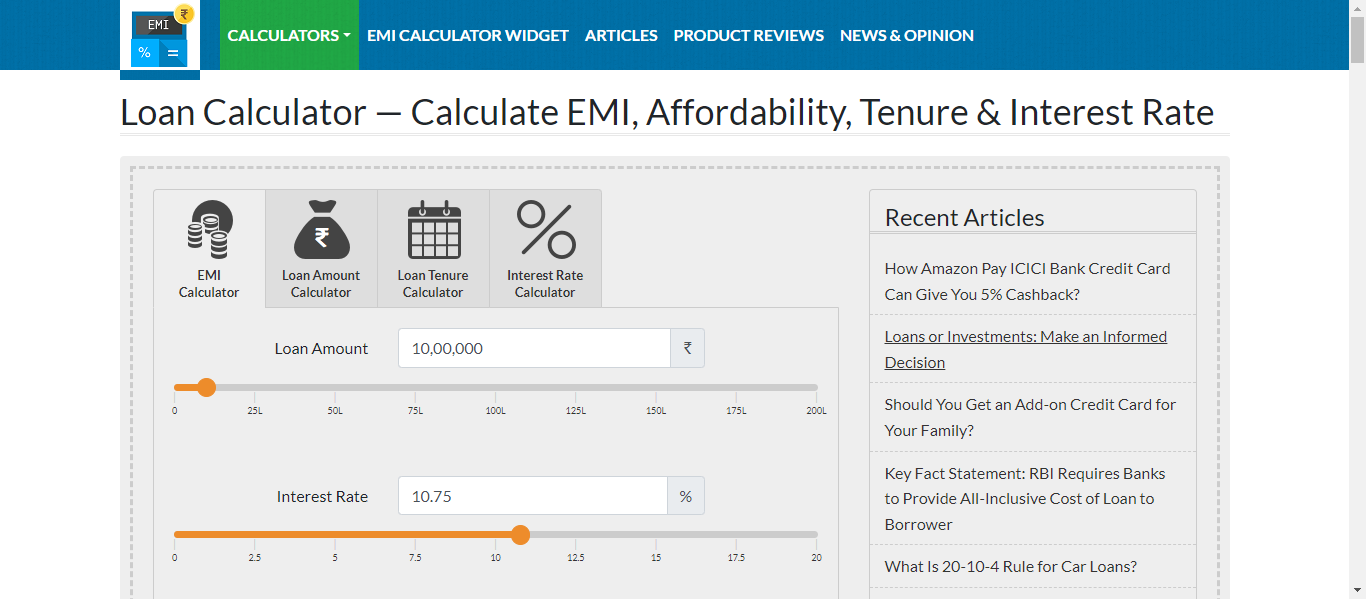 EMI
₹
% =
CALCULATORS
EMI CALCULATOR WIDGET
ARTICLES
PRODUCT REVIEWS
NEWS & OPINION
Loan Calculator — Calculate EMI, Affordability, Tenure & Interest Rate
EMI
Calculator
₹
Loan Amount
Calculator
Loan Tenure
Calculator
Interest Rate
Calculator
Loan Amount
10,00,000
₹
0 25L 50L 75L 100L 125L 150L 175L 200L
Interest Rate
10.75
%
0 2.5 5 7.5 10 12.5 15 17.5 20
Recent Articles
How Amazon Pay ICICI Bank Credit Card
Can Give You 5% Cashback?
Loans or Investments: Make an Informed
Decision
Should You Get an Add-on Credit Card for
Your Family?
Key Fact Statement: RBI Requires Banks
to Provide All-Inclusive Cost of Loan to
Borrower
What Is 20-10-4 Rule for Car Loans?